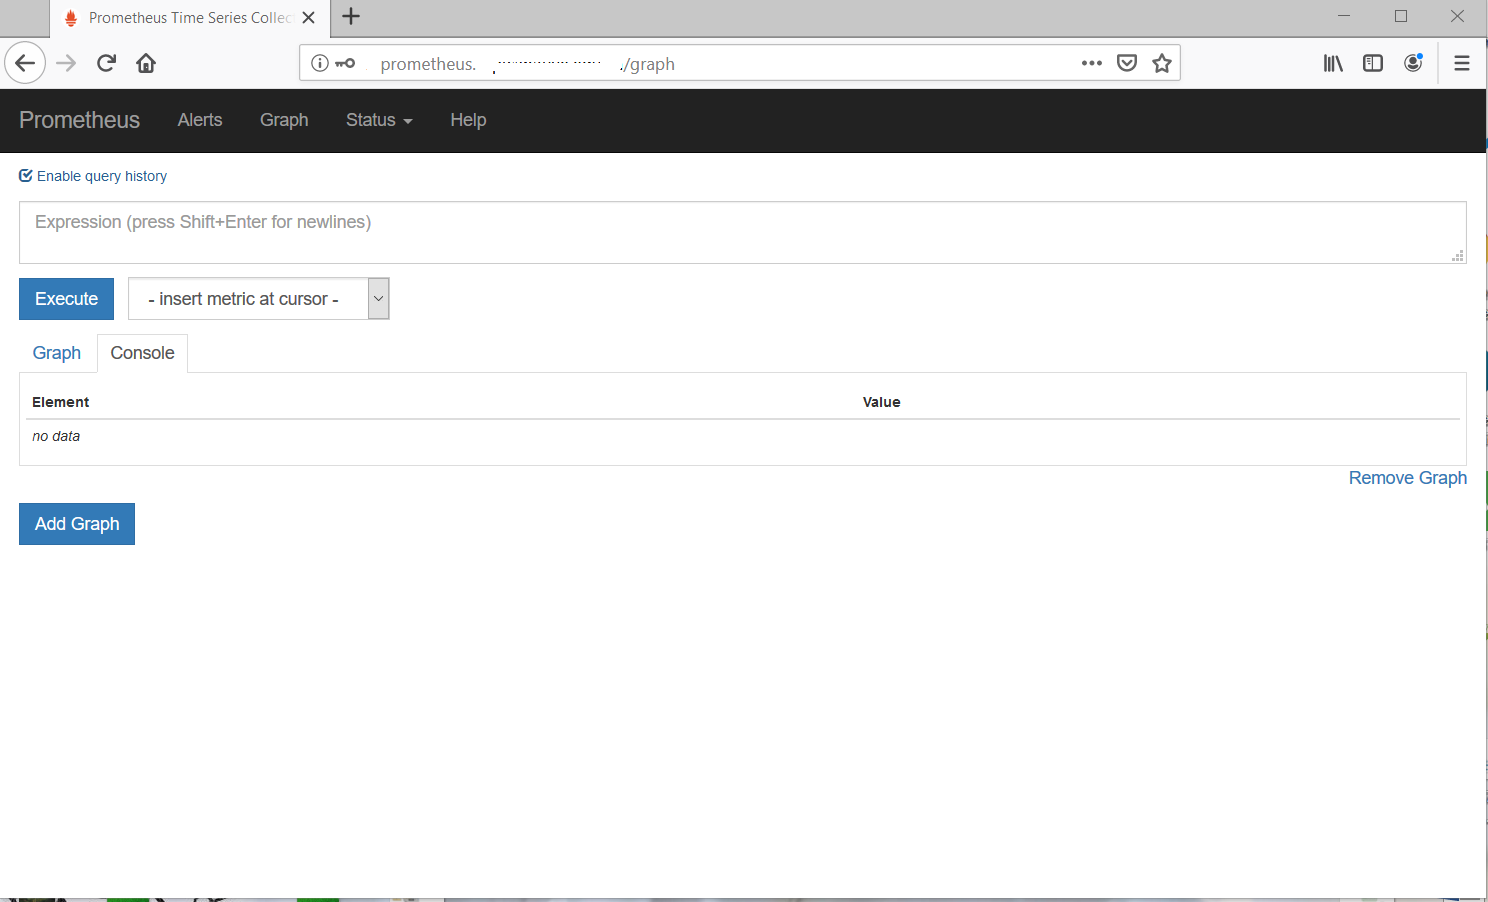 Prometheus Time Series Collec
prometheus. /graph
Prometheus Alerts Graph Status Help
Enable query history
Expression (press Shift+Enter for newlines)
Execute - insert metric at cursor -
Graph Console
Element Value
no data
Remove Graph
Add Graph